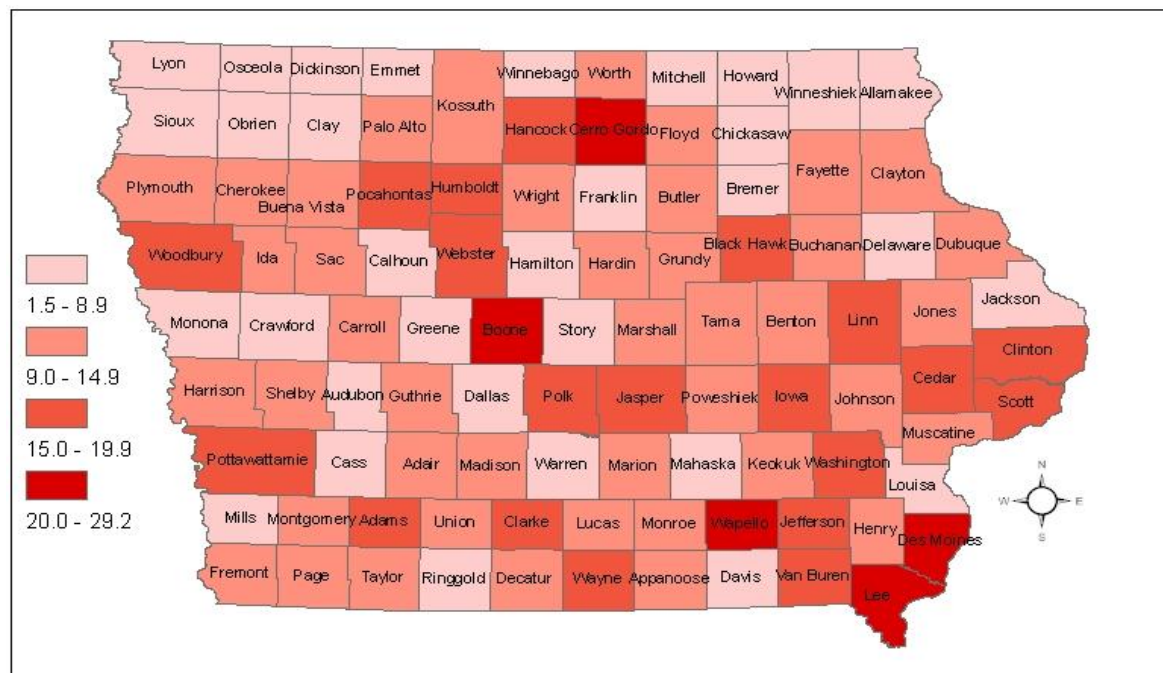 Lyon Osceola Dickinson Emmet Winnebago Worth Mitchell Howard Winneshiek Allamakee
Kossuth
Sioux Obrien Clay Palo Alto Hancock Cerro Gordo Floyd Chickasaw
Plymouth Cherokee Buena Vista Pocahontas Humboldt Wright Franklin Butler Bremer Fayette Clayton
Woodbury Ida Sac Calhoun Webster Hamilton Hardin Grundy Black Hawk Buchanan Delaware Dubuque
1.5 - 8.9
Monona Crawford Carroll Greene Boone Story Marshall Tama Benton Linn Jones Jackson
Clinton
9.0 - 14.9
Harrison Shelby Audubon Guthrie Dallas Polk Jasper Poweshiek Iowa Johnson Cedar Scott
Muscatine
15.0 - 19.9
Pottawattamie Cass Adair Madison Warren Marion Mahaska Keokuk Washington Louisa
N
W E
S
20.0 - 29.2
Mills Montgomery Adams Union Clarke Lucas Monroe Wapello Jefferson Henry Des Moines
Fremont Page Taylor Ringgold Decatur Wayne Appanoose Davis Van Buren Lee